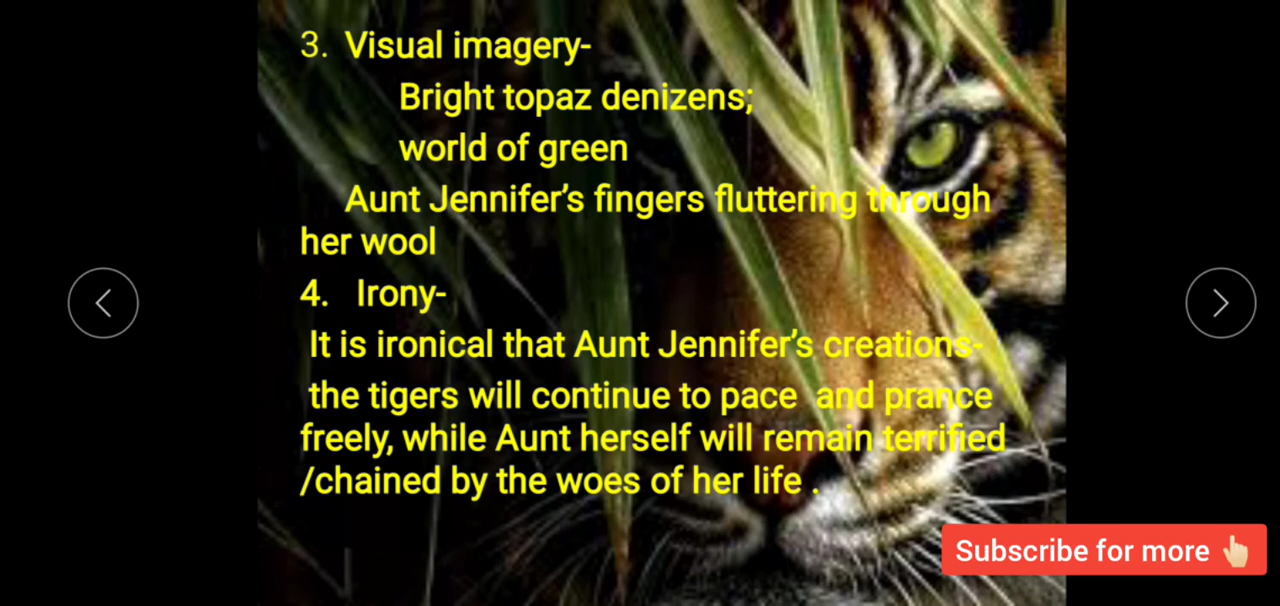 3. Visual imagery-
Bright topaz denizens;
world of green
Aunt Jennifer’s fingers fluttering through
her wool
4. Irony-
It is ironical that Aunt Jennifer’s creations-
the tigers will continue to pace and prance
freely, while Aunt herself will remain terrified
/chained by the woes of her life .
Subscribe for more 👆🏻